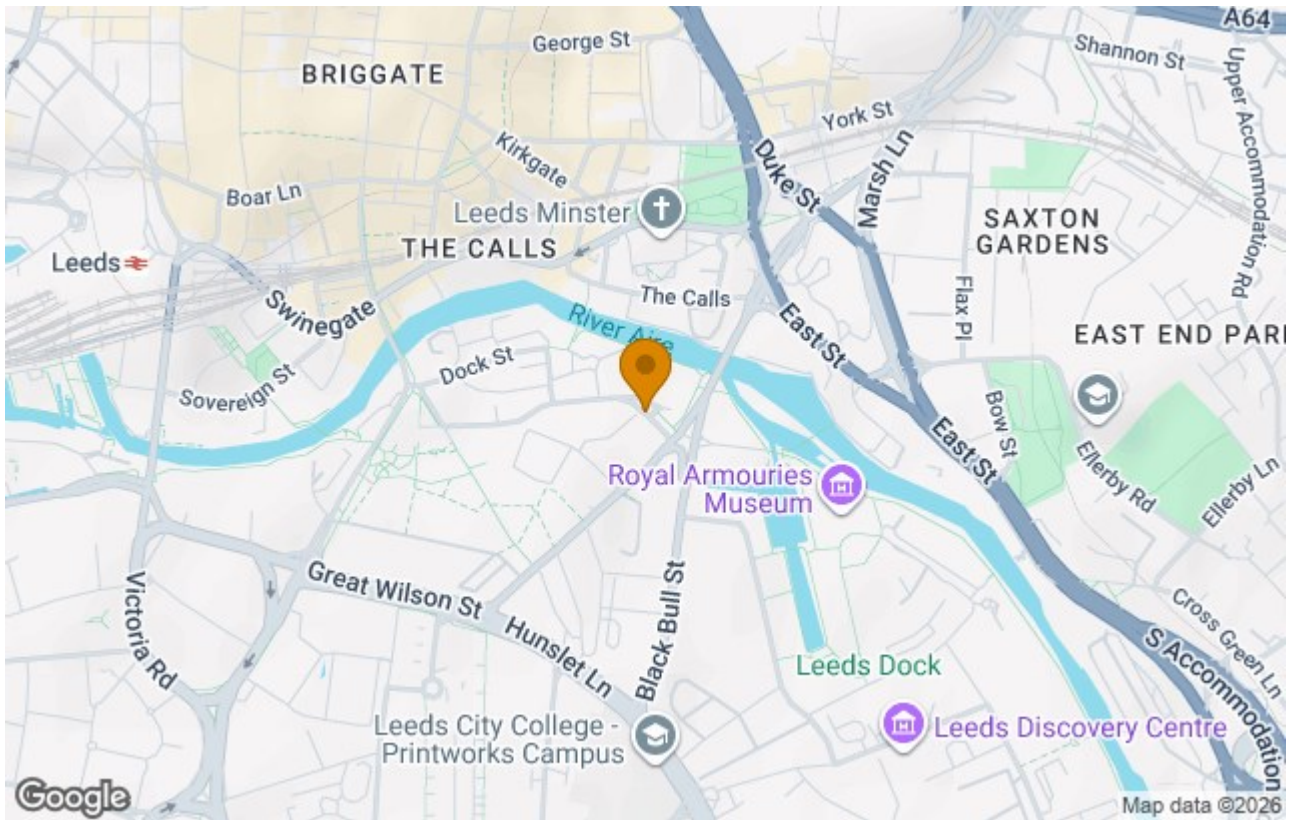 A64
George St
Shannon St
BRIGGATE
Upper Accommodation Rd
York St
Kirkgate
Duke St
Marsh Ln
Boar Ln
Leeds Minster
SAXTON
GARDENS
THE CALLS
Leeds
The Calls
Flax Pl
Swinegate
River Aire
East St
EAST END PARK
Dock St
Sovereign St
Bow St
East St
Ellerby Rd
Ellerby Ln
Royal Armouries
Museum
Great Wilson St
Victoria Rd
Hunslet Ln
Black Bull St
Cross Green Ln
S Accommodation
Leeds Dock
Leeds City College -
Printworks Campus
Leeds Discovery Centre
Google
Map data ©2026